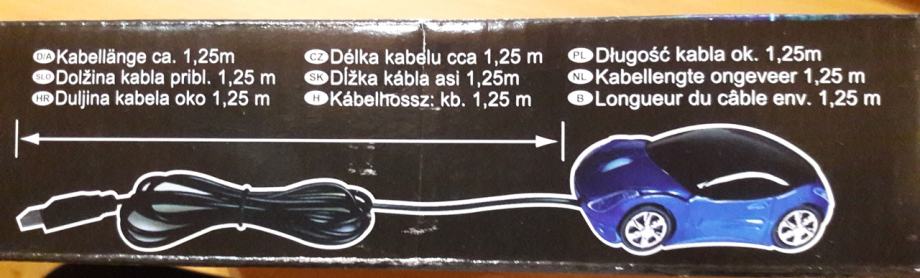 D/A Kabellänge ca. 1,25m
SLO Dolžina kabla pribl. 1,25 m
HR Duljina kabela oko 1,25 m
CZ Délka kabelu cca 1,25 m
SK Dĺžka kábla asi 1,25m
H Kábelhossz: kb. 1,25 m
PL Długość kabla ok. 1,25m
NL Kabellengte ongeveer 1,25 m
B Longueur du câble env. 1,25 m